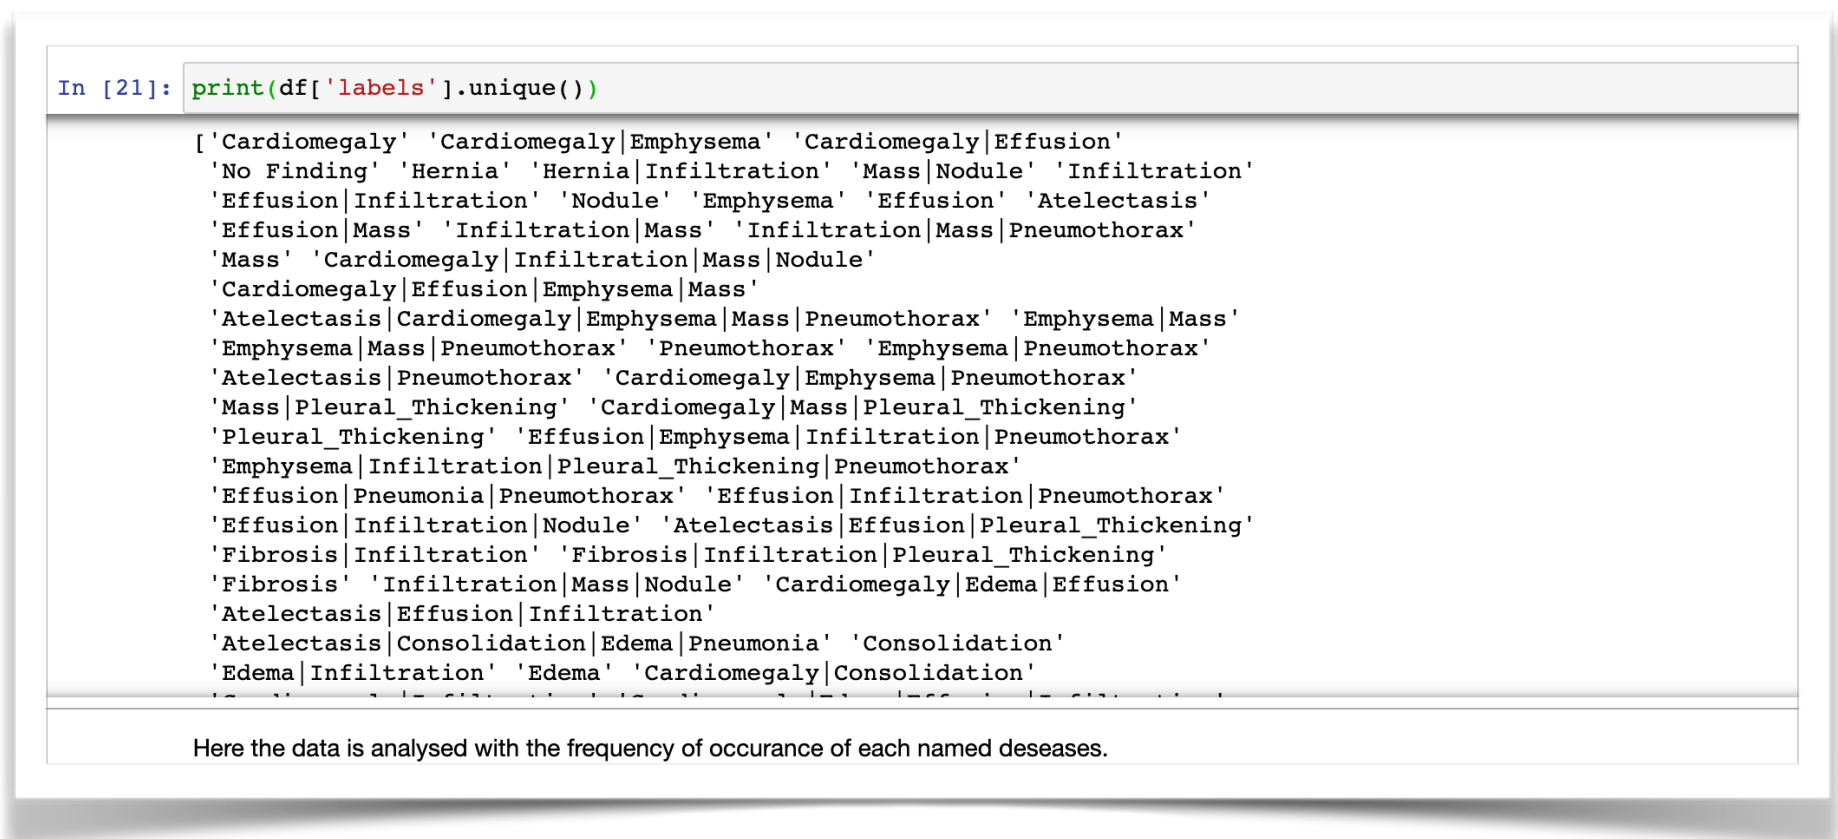 In [21]: print(df['labels'].unique())
['Cardiomegaly' 'Cardiomegaly|Emphysema' 'Cardiomegaly|Effusion'
'No Finding' 'Hernia' 'Hernia|Infiltration' 'Mass|Nodule' 'Infiltration'
'Effusion|Infiltration' 'Nodule' 'Emphysema' 'Effusion' 'Atelectasis'
'Effusion|Mass' 'Infiltration|Mass' 'Infiltration|Mass|Pneumothorax'
'Mass' 'Cardiomegaly|Infiltration|Mass|Nodule'
'Cardiomegaly|Effusion|Emphysema|Mass'
'Atelectasis|Cardiomegaly|Emphysema|Mass|Pneumothorax' 'Emphysema|Mass'
'Emphysema|Mass|Pneumothorax' 'Pneumothorax' 'Emphysema|Pneumothorax'
'Atelectasis|Pneumothorax' 'Cardiomegaly|Emphysema|Pneumothorax'
'Mass|Pleural_Thickening' 'Cardiomegaly|Mass|Pleural_Thickening'
'Pleural_Thickening' 'Effusion|Emphysema|Infiltration|Pneumothorax'
'Emphysema|Infiltration|Pleural_Thickening|Pneumothorax'
'Effusion|Pneumonia|Pneumothorax' 'Effusion|Infiltration|Pneumothorax'
'Effusion|Infiltration|Nodule' 'Atelectasis|Effusion|Pleural_Thickening'
'Fibrosis|Infiltration' 'Fibrosis|Infiltration|Pleural_Thickening'
'Fibrosis' 'Infiltration|Mass|Nodule' 'Cardiomegaly|Edema|Effusion'
'Atelectasis|Effusion|Infiltration'
'Atelectasis|Consolidation|Edema|Pneumonia' 'Consolidation'
'Edema|Infiltration' 'Edema' 'Cardiomegaly|Consolidation'
Here the data is analysed with the frequency of occurance of each named deseases.